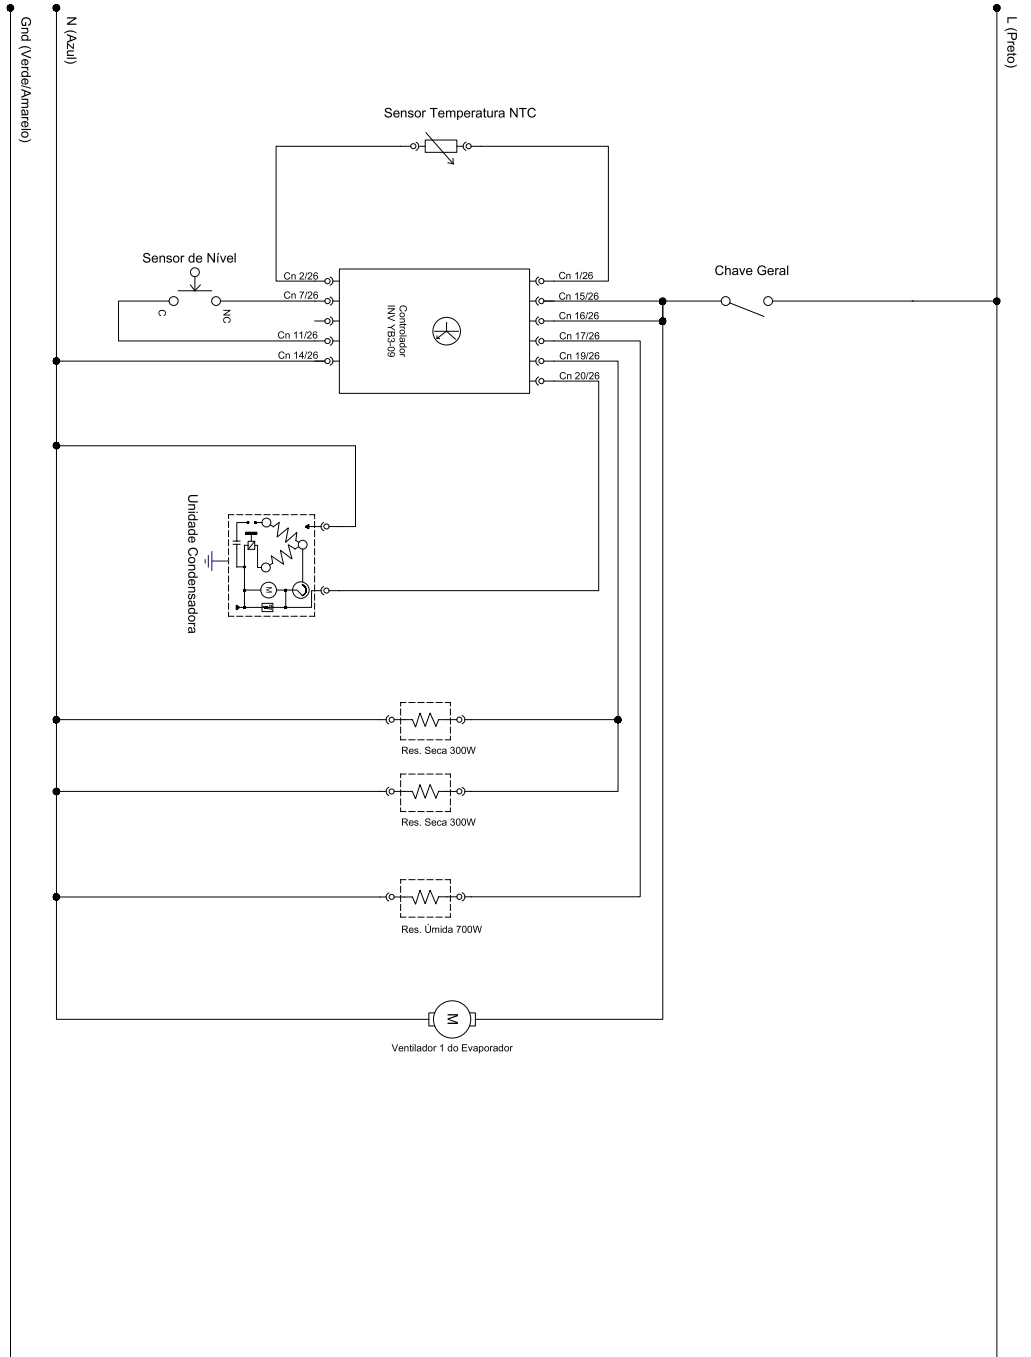 Gnd (Verde/Amarelo)
N (Azul)
L (Preto)
Sensor Temperatura NTC
Sensor de Nível
C
NC
Chave Geral
Cn 2/26
Cn 7/26
Cn 11/26
Cn 14/26
Controlador
INV YB3-09
Cn 1/26
Cn 15/26
Cn 16/26
Cn 17/26
Cn 19/26
Cn 20/26
Unidade Condensadora
M
Res. Seca 300W
Res. Seca 300W
Res. Úmida 700W
M
Ventilador 1 do Evaporador